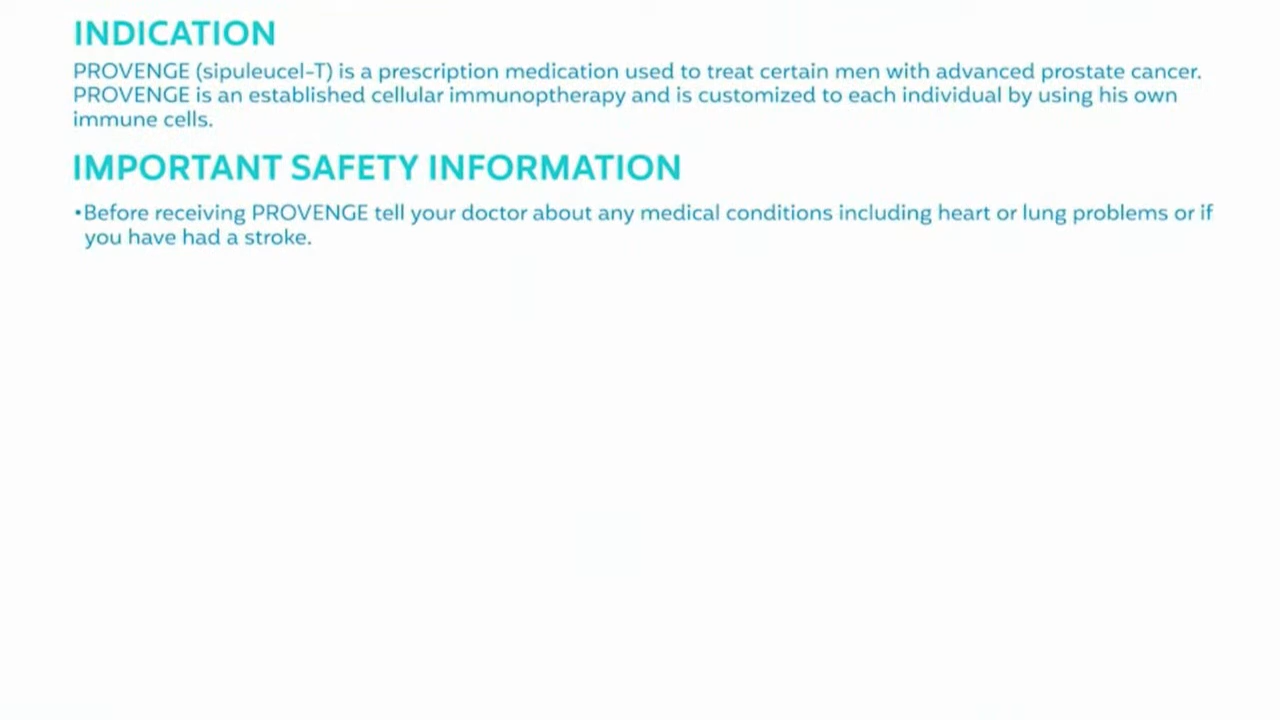 INDICATION
PROVENGE (sipuleucel-T) is a prescription medication used to treat certain men with advanced prostate cancer.
PROVENGE is an established cellular immunoptherapy and is customized to each individual by using his own
immune cells.
IMPORTANT SAFETY INFORMATION
•Before receiving PROVENGE tell your doctor about any medical conditions including heart or lung problems or if
you have had a stroke.